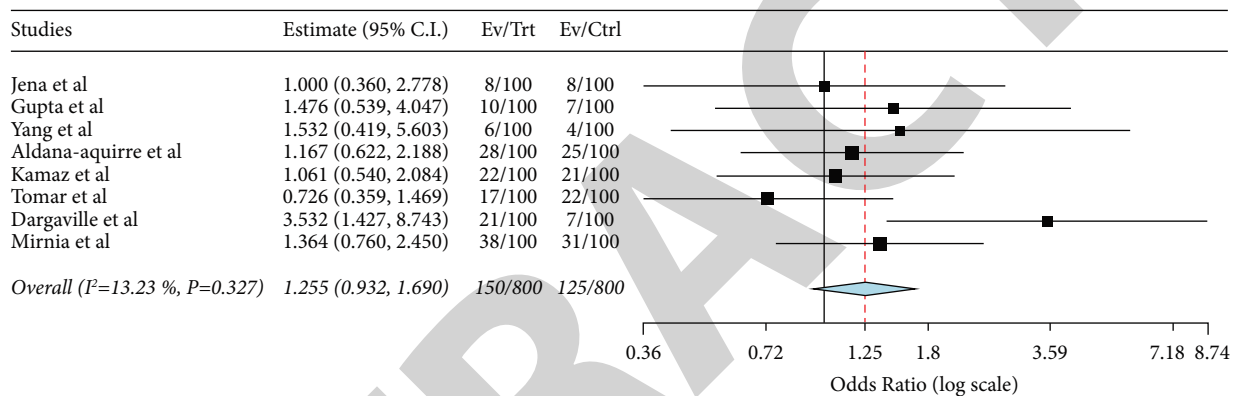 Studies Estimate (95% C.I.) Ev/Trt Ev/Ctrl
Jena et al 1.000 (0.360, 2.778) 8/100 8/100
Gupta et al 1.476 (0.539, 4.047) 10/100 7/100
Yang et al 1.532 (0.419, 5.603) 6/100 4/100
Aldana-aquirre et al 1.167 (0.622, 2.188) 28/100 25/100
Kamaz et al 1.061 (0.540, 2.084) 22/100 21/100
Tomar et al 0.726 (0.359, 1.469) 17/100 22/100
Dargaville et al 3.532 (1.427, 8.743) 21/100 7/100
Mirnia et al 1.364 (0.760, 2.450) 38/100 31/100
Overall (I²=13.23 %, P=0.327) 1.255 (0.932, 1.690) 150/800 125/800
0.36 0.72 1.25 1.8 3.59 7.18 8.74
Odds Ratio (log scale)